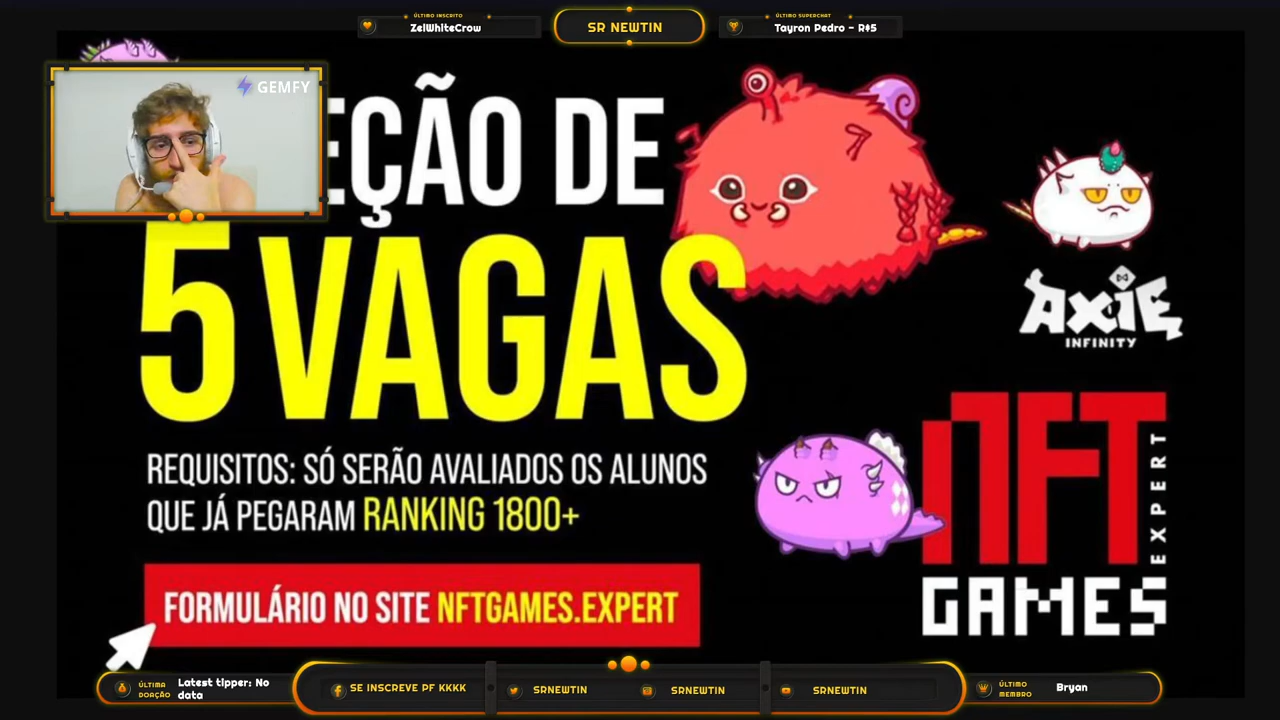 ÚLTIMO INSCRITO
ZelWhiteCrow
SR NEWTIN
ÚLTIMO SUPERCHAT
Tayron Pedro - R$5
GEMFY
EÇÃO DE
5 VAGAS
REQUISITOS: SÓ SERÃO AVALIADOS OS ALUNOS
QUE JÁ PEGARAM RANKING 1800+
FORMULÁRIO NO SITE NFTGAMES.EXPERT
AXIE
INFINITY
NFT
EXPERT
GAMES
ÚLTIMA
DOAÇÃO
Latest tipper: No
data
SE INSCREVE PF KKKK
SRNEWTIN
SRNEWTIN
SRNEWTIN
ÚLTIMO
MEMBRO
Bryan